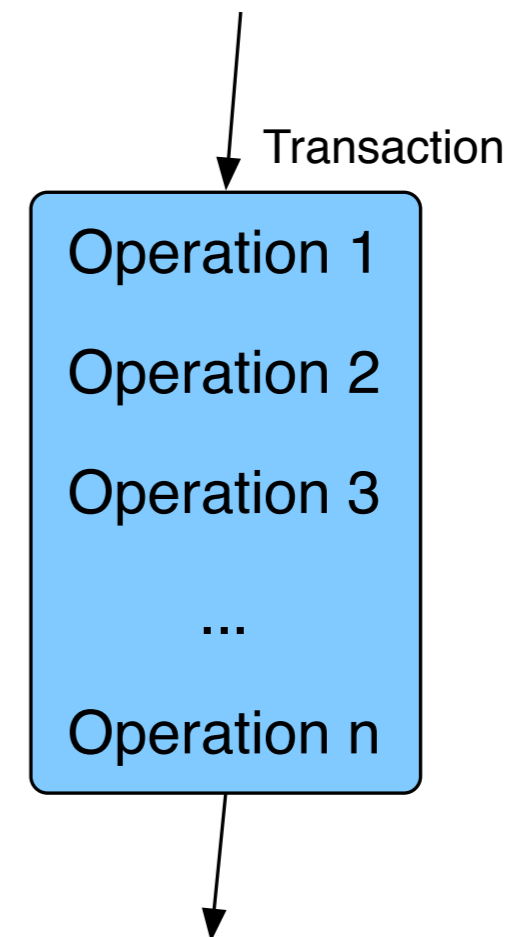 Transaction
Operation 1
Operation 2
Operation 3
...
Operation n